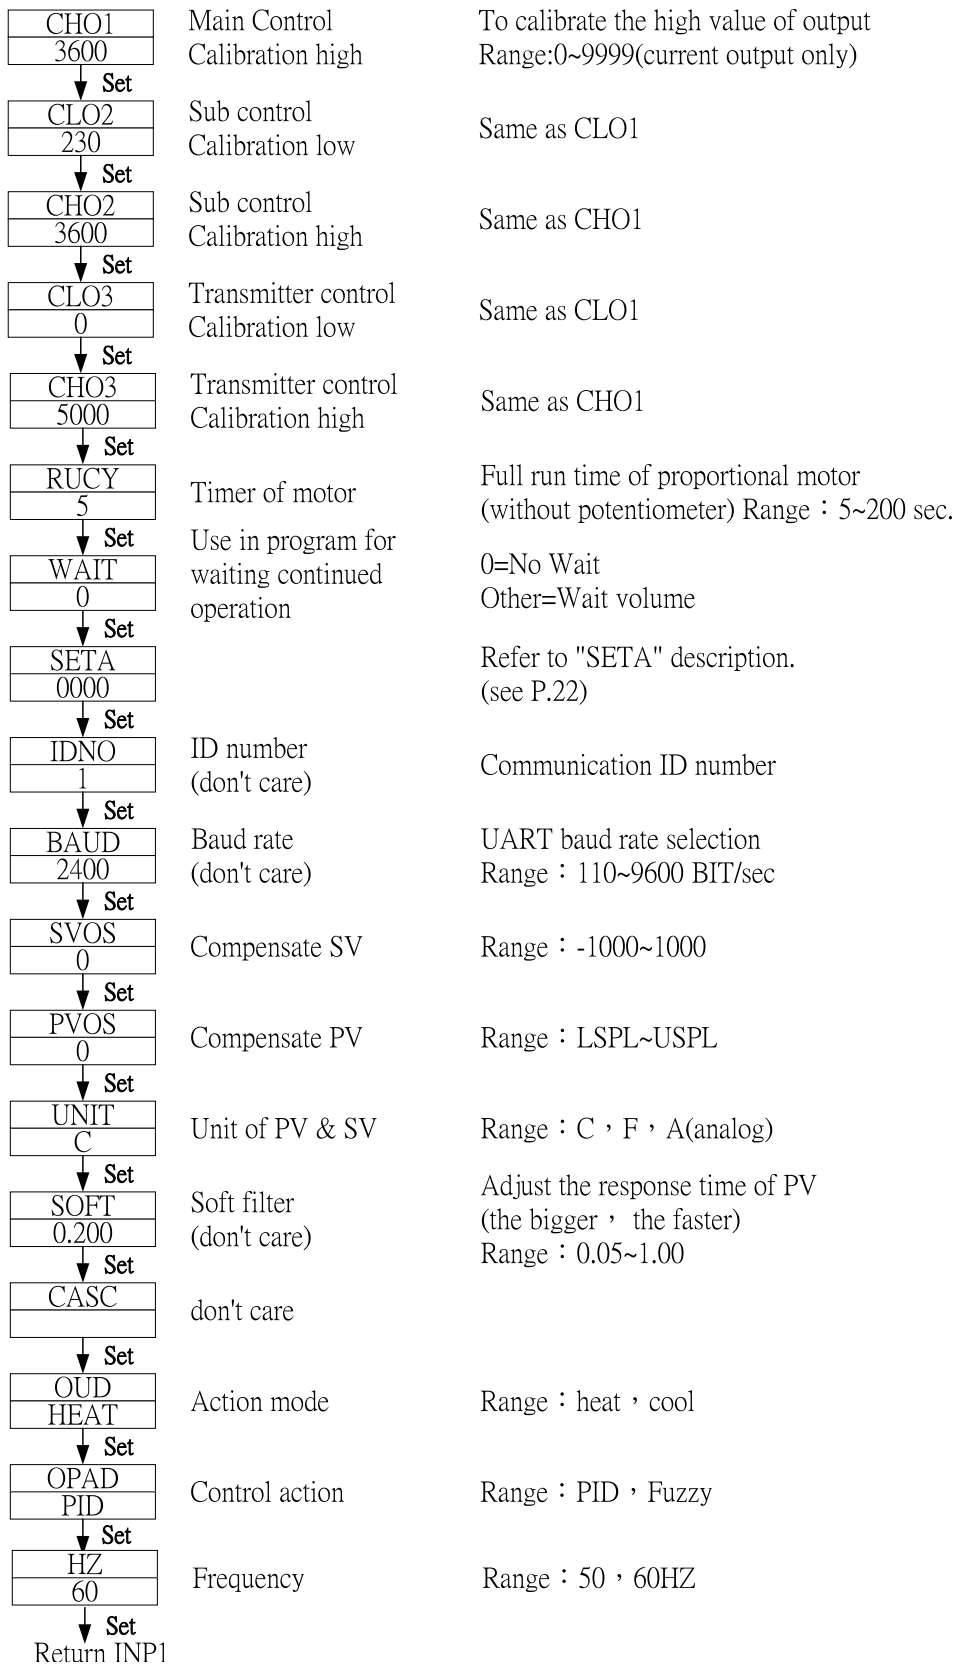 CHO1 Main Control To calibrate the high value of output
3600 Calibration high Range:0~9999(current output only)
Set
CLO2 Sub control
230 Calibration low Same as CLO1
Set
CHO2 Sub control
3600 Calibration high Same as CHO1
Set
CLO3 Transmitter control
0 Calibration low Same as CLO1
Set
CHO3 Transmitter control
5000 Calibration high Same as CHO1
Set
RUCY Timer of motor Full run time of proportional motor
5 (without potentiometer) Range：5~200 sec.
Set Use in program for
WAIT waiting continued 0=No Wait
0 operation Other=Wait volume
Set
SETA Refer to "SETA" description.
0000 (see P.22)
Set
IDNO ID number Communication ID number
1 (don't care)
Set
BAUD Baud rate UART baud rate selection
2400 (don't care) Range：110~9600 BIT/sec
Set
SVOS Compensate SV Range：-1000~1000
0
Set
PVOS Compensate PV Range：LSPL~USPL
0
Set
UNIT Unit of PV & SV Range：C，F，A(analog)
C
Set Adjust the response time of PV
SOFT Soft filter (the bigger， the faster)
0.200 (don't care) Range：0.05~1.00
Set
CASC don't care
Set
OUD Action mode Range：heat，cool
HEAT
Set
OPAD Control action Range：PID，Fuzzy
PID
Set
HZ Frequency Range：50，60HZ
60
Set
Return INP1